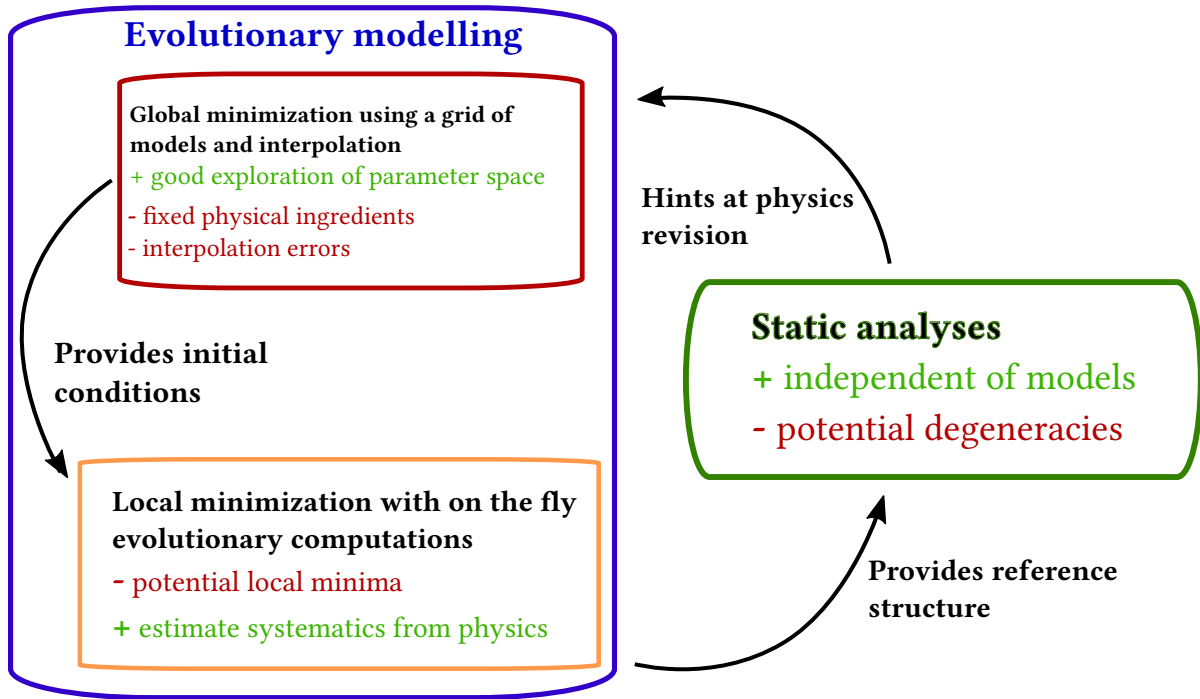 Evolutionary modelling
Global minimization using a grid of
models and interpolation
+ good exploration of parameter space
- fixed physical ingredients
- interpolation errors
Provides initial
conditions
Local minimization with on the fly
evolutionary computations
- potential local minima
+ estimate systematics from physics
Hints at physics
revision
Static analyses
+ independent of models
- potential degeneracies
Provides reference
structure